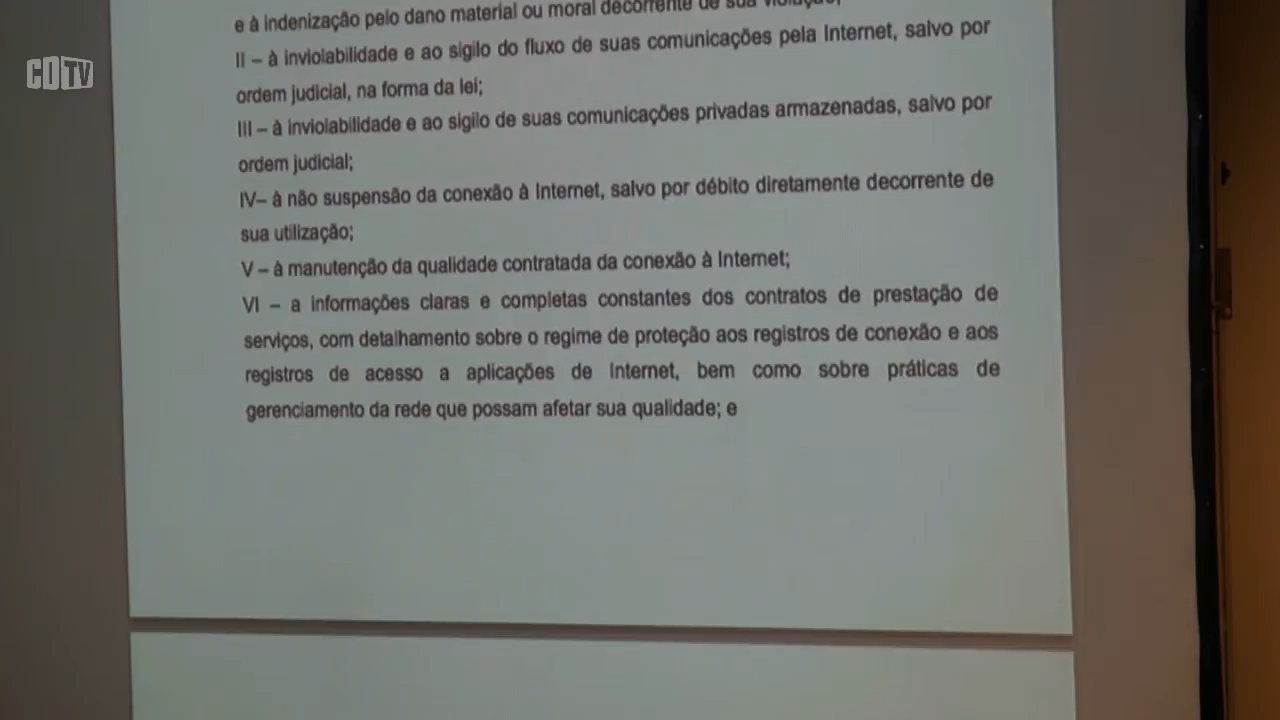 e à indenização pelo dano material ou moral decorrente de sua violação;
CDTV
II – à inviolabilidade e ao sigilo do fluxo de suas comunicações pela Internet, salvo por
ordem judicial, na forma da lei;
III – à inviolabilidade e ao sigilo de suas comunicações privadas armazenadas, salvo por
ordem judicial;
IV– à não suspensão da conexão à Internet, salvo por débito diretamente decorrente de
sua utilização;
V – à manutenção da qualidade contratada da conexão à Internet;
VI – a informações claras e completas constantes dos contratos de prestação de
serviços, com detalhamento sobre o regime de proteção aos registros de conexão e aos
registros de acesso a aplicações de Internet, bem como sobre práticas de
gerenciamento da rede que possam afetar sua qualidade; e